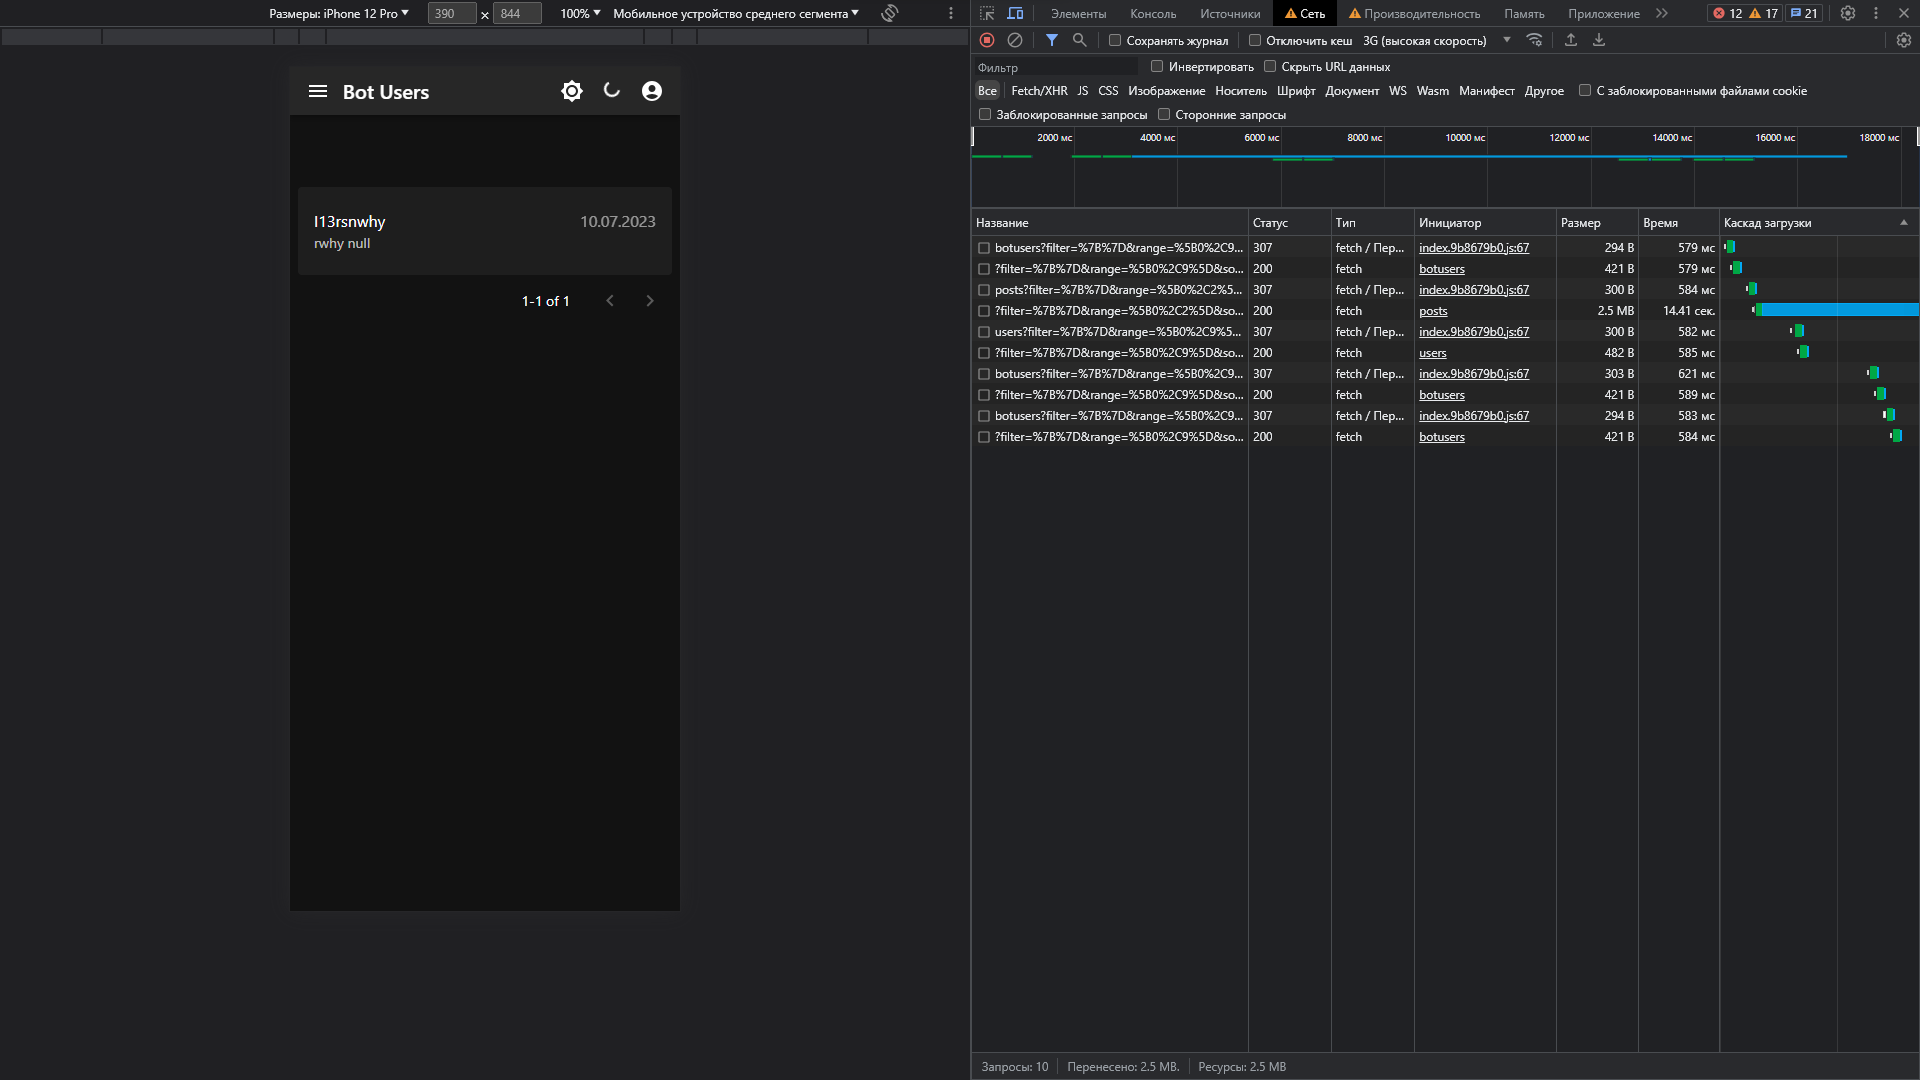 Размеры: iPhone 12 Pro 390 × 844 100% Мобильное устройство среднего сегмента
Bot Users
l13rsnwhy 10.07.2023
rwhy null
1-1 of 1
Элементы Консоль Источники Сеть Производительность Память Приложение 12 17 21
Сохранять журнал Отключить кеш 3G (высокая скорость)
Фильтр Инвертировать Скрыть URL данных
Все Fetch/XHR JS CSS Изображение Носитель Шрифт Документ WS Wasm Манифест Другое С заблокированными файлами cookie
Заблокированные запросы Сторонние запросы
2000 мс 4000 мс 6000 мс 8000 мс 10000 мс 12000 мс 14000 мс 16000 мс 18000 мс
Название Статус Тип Инициатор Размер Время Каскад загрузки
botusers?filter=%7B%7D&range=%5B0%2C9... 307 fetch / Пер... index.9b8679b0.js:67 294 B 579 мс
?filter=%7B%7D&range=%5B0%2C9%5D&so... 200 fetch botusers 421 B 579 мс
posts?filter=%7B%7D&range=%5B0%2C2%5... 307 fetch / Пер... index.9b8679b0.js:67 300 B 584 мс
?filter=%7B%7D&range=%5B0%2C2%5D&so... 200 fetch posts 2.5 MB 14.41 сек.
users?filter=%7B%7D&range=%5B0%2C9%5... 307 fetch / Пер... index.9b8679b0.js:67 300 B 582 мс
?filter=%7B%7D&range=%5B0%2C9%5D&so... 200 fetch users 482 B 585 мс
botusers?filter=%7B%7D&range=%5B0%2C9... 307 fetch / Пер... index.9b8679b0.js:67 303 B 621 мс
?filter=%7B%7D&range=%5B0%2C9%5D&so... 200 fetch botusers 421 B 589 мс
botusers?filter=%7B%7D&range=%5B0%2C9... 307 fetch / Пер... index.9b8679b0.js:67 294 B 583 мс
?filter=%7B%7D&range=%5B0%2C9%5D&so... 200 fetch botusers 421 B 584 мс
Запросы: 10 Перенесено: 2.5 MB. Ресурсы: 2.5 MB